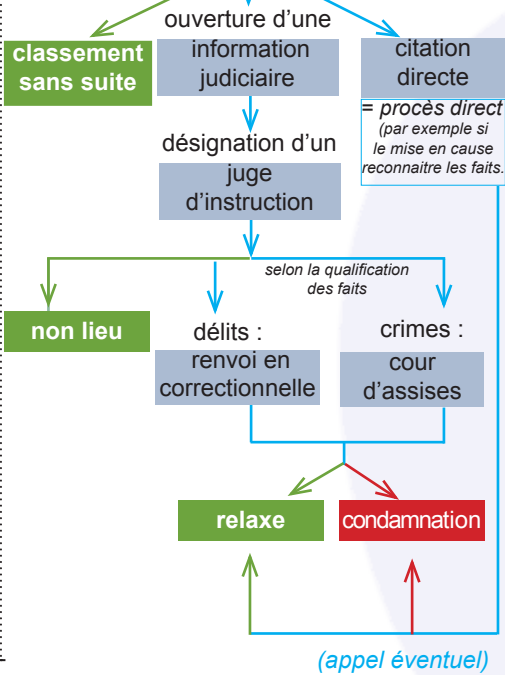 ouverture d'une
information
judiciaire
classement
sans suite
citation
directe
= procès direct
(par exemple si
le mise en cause
reconnaitre les faits.
désignation d'un
juge
d'instruction
selon la qualification
des faits
non lieu
délits :
renvoi en
correctionnelle
crimes :
cour
d'assises
relaxe
condamnation
(appel éventuel)